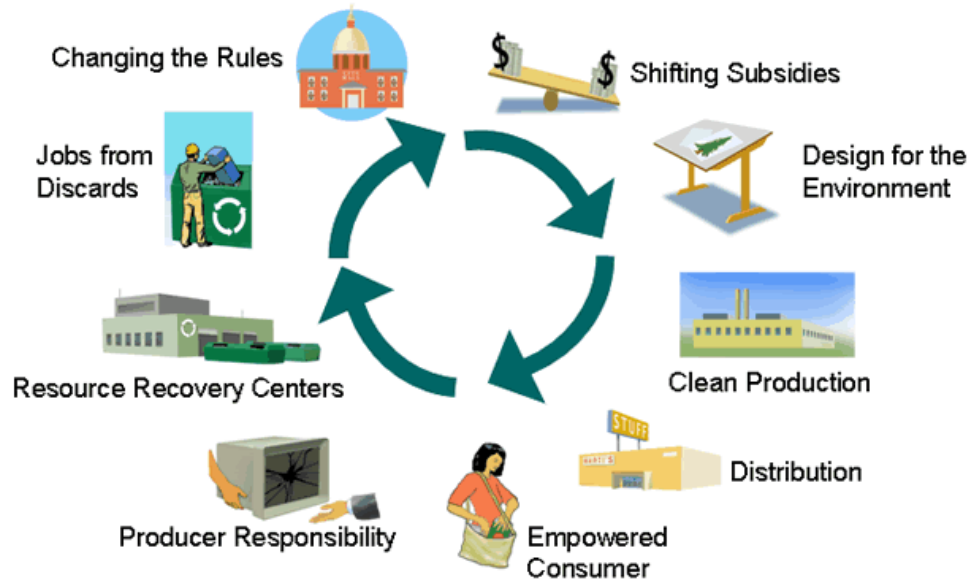 Changing the Rules
$ $
Shifting Subsidies
Jobs from
Discards
Design for the
Environment
Resource Recovery Centers
Clean Production
STUFF
Distribution
Producer Responsibility
Empowered
Consumer